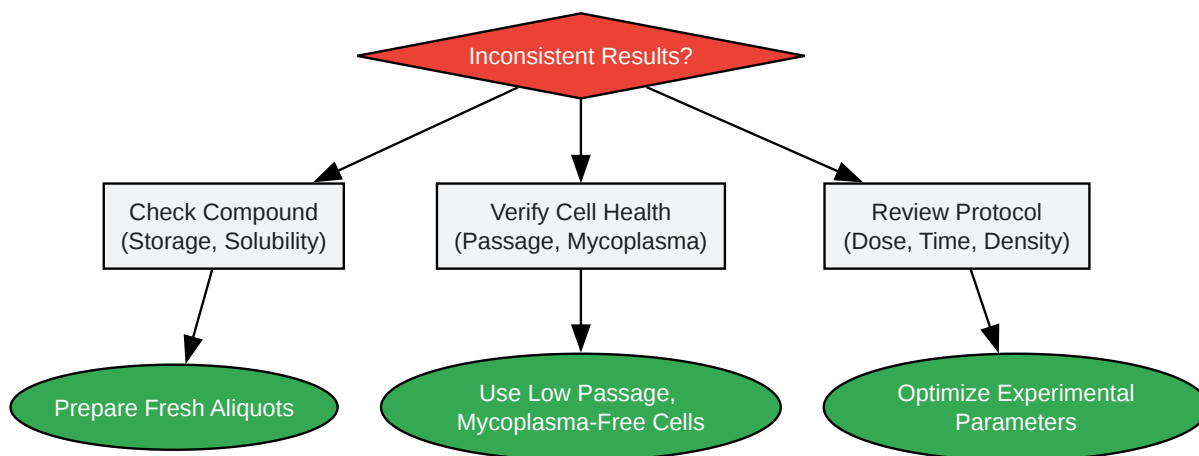 Inconsistent Results?
Check Compound
(Storage, Solubility)
Verify Cell Health
(Passage, Mycoplasma)
Review Protocol
(Dose, Time, Density)
Prepare Fresh Aliquots
Use Low Passage,
Mycoplasma-Free Cells
Optimize Experimental
Parameters